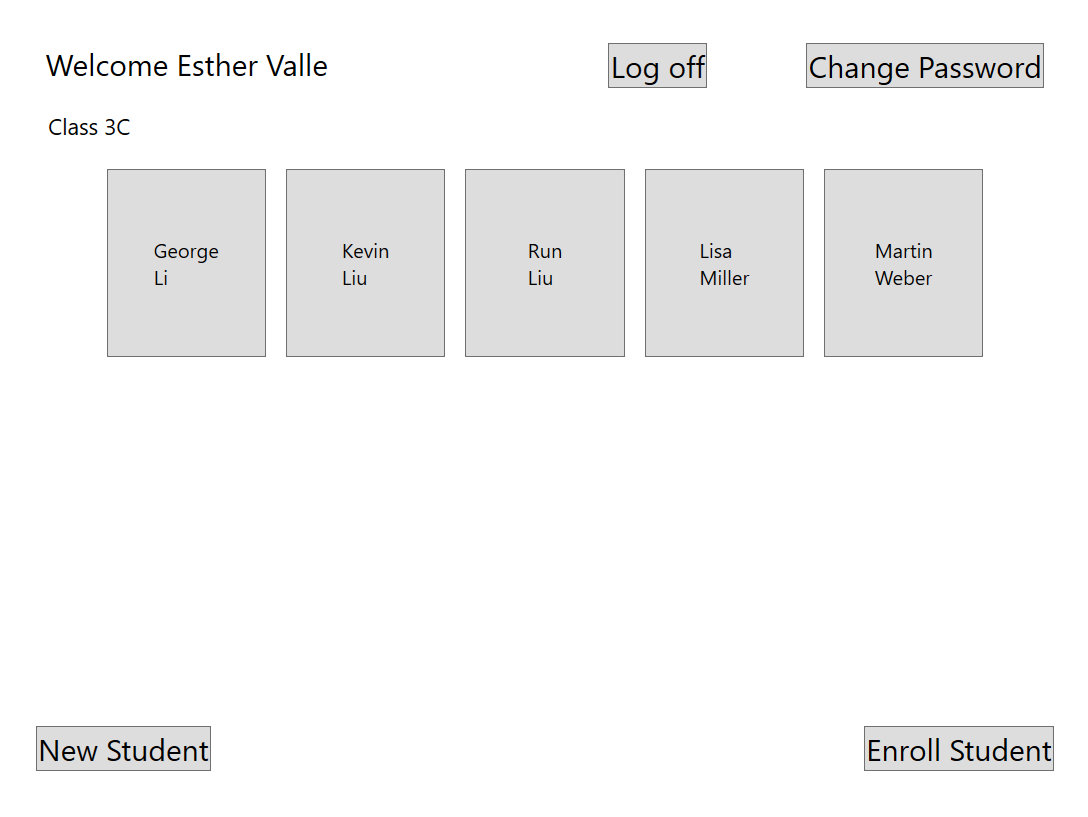 Welcome Esther Valle
Log off
Change Password
Class 3C
George
Li
Kevin
Liu
Run
Liu
Lisa
Miller
Martin
Weber
New Student
Enroll Student